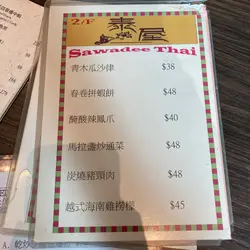 2/F 泰屋
Sawadee Thai
青木瓜沙律 $38
春卷拼蝦餅 $48
醃酸辣鳳爪 $40
馬拉盞炒通菜 $48
炭燒豬頸肉 $48
越式海南雞撈檬 $45